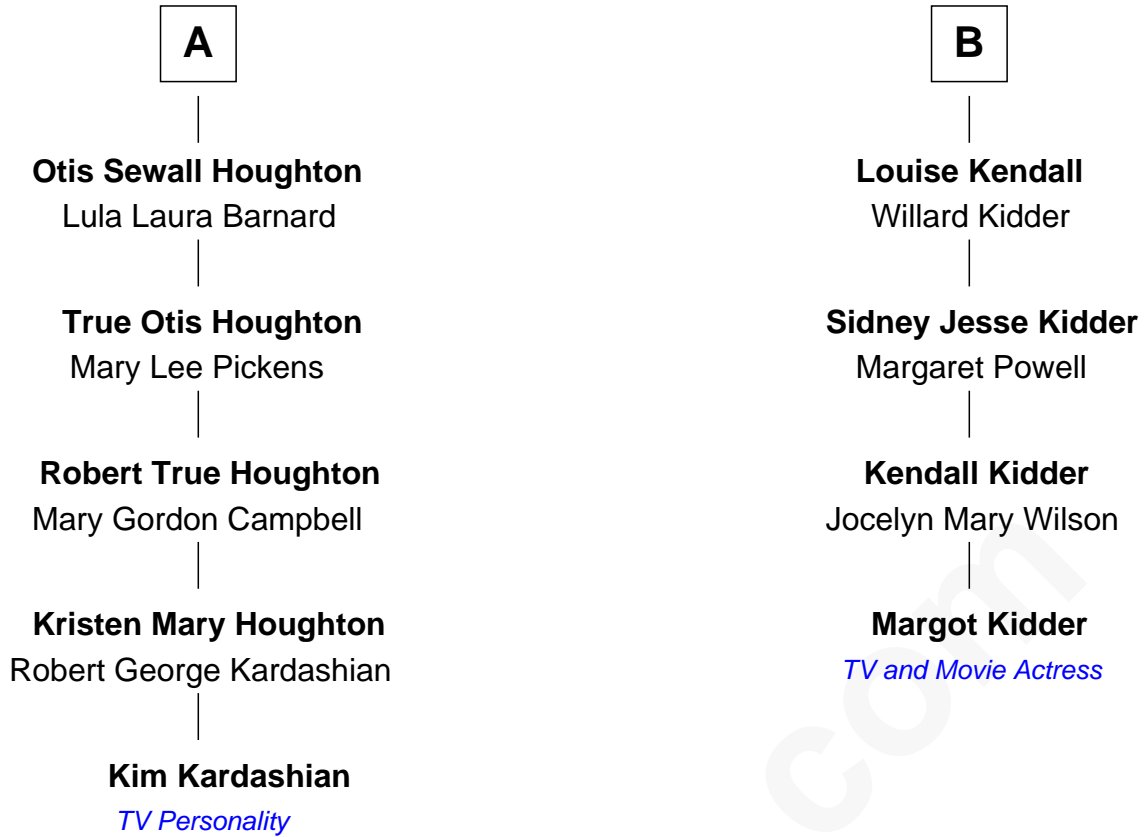 A
Otis Sewall Houghton
Lula Laura Barnard
True Otis Houghton
Mary Lee Pickens
Robert True Houghton
Mary Gordon Campbell
Kristen Mary Houghton
Robert George Kardashian
Kim Kardashian
TV Personality
B
Louise Kendall
Willard Kidder
Sidney Jesse Kidder
Margaret Powell
Kendall Kidder
Jocelyn Mary Wilson
Margot Kidder
TV and Movie Actress
com